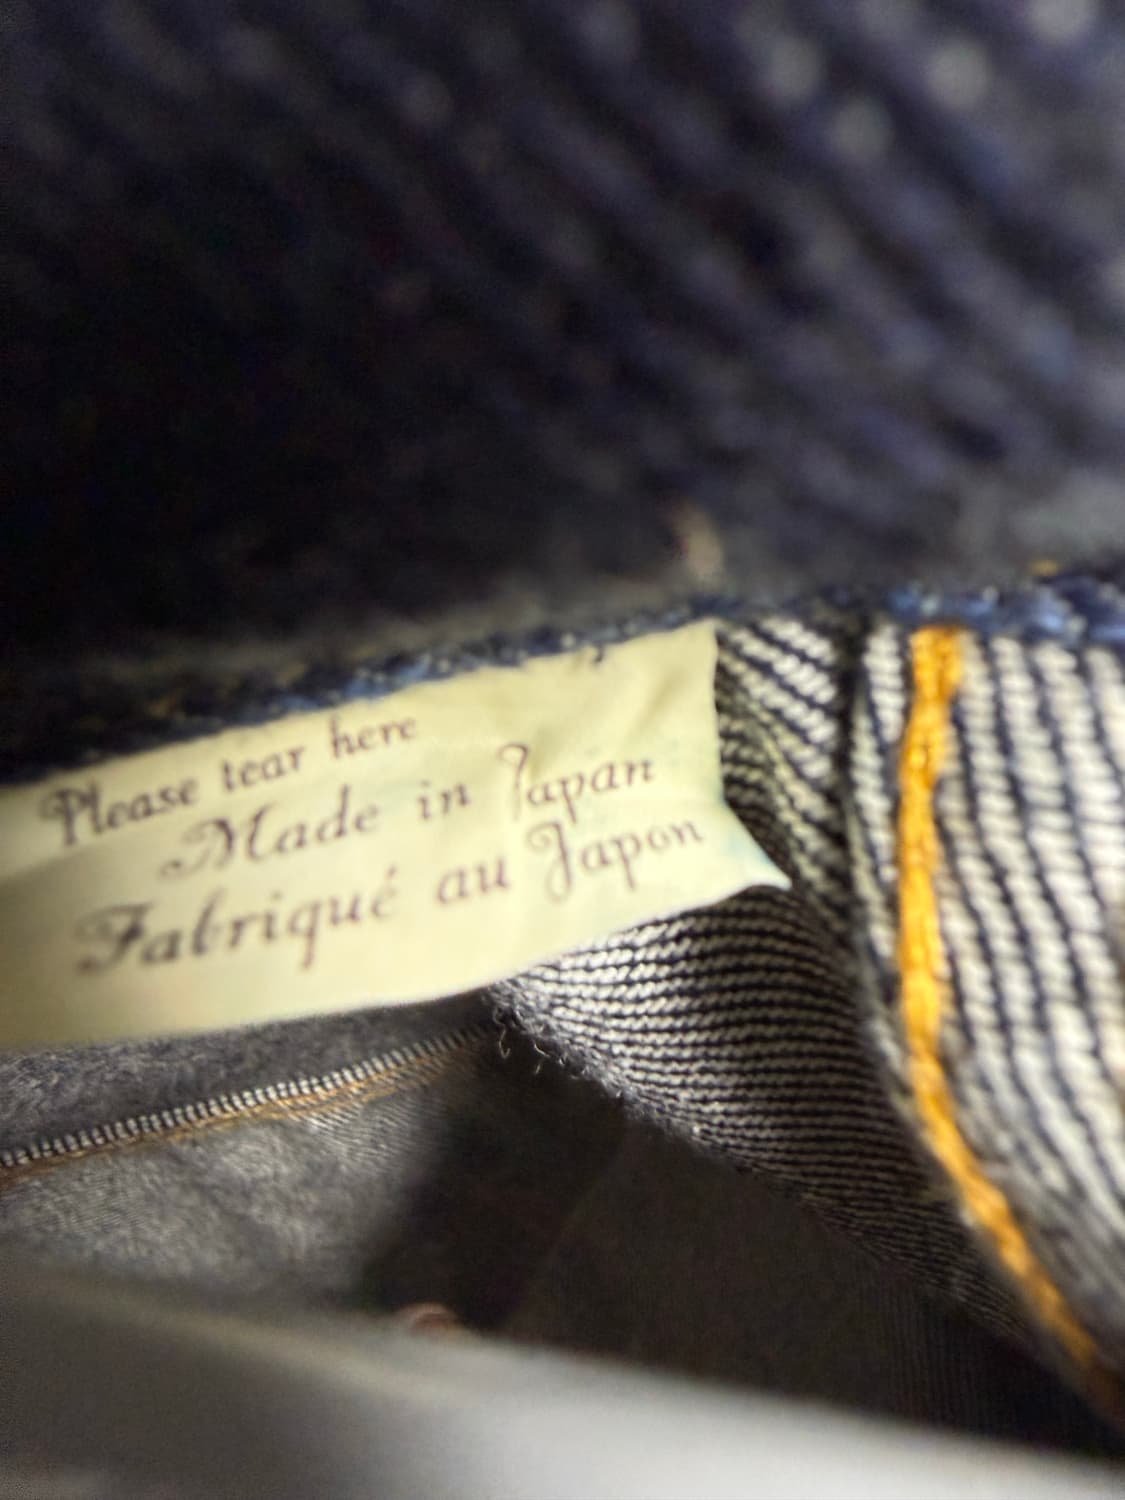 Please tear here
Made in Japan
Fabriqué au Japon